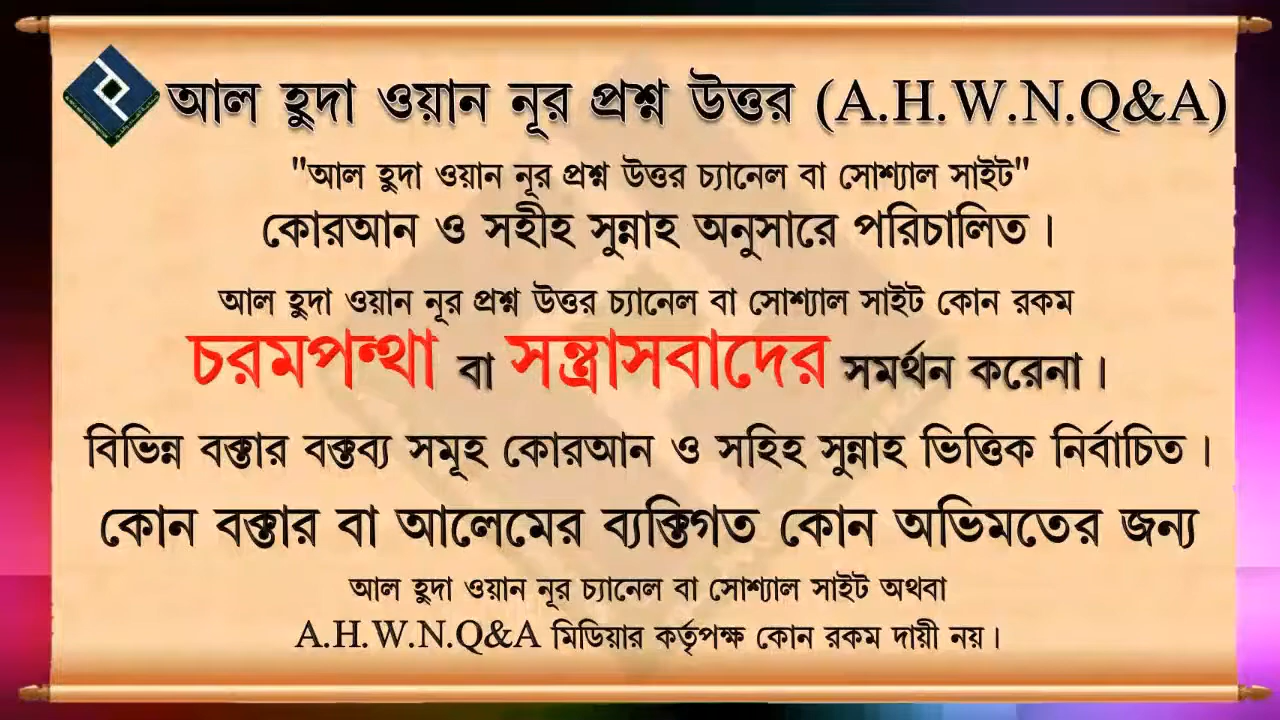 আল হুদা ওয়ান নূর প্রশ্ন উত্তর (A.H.W.N.Q&A)
"আল হুদা ওয়ান নূর প্রশ্ন উত্তর চ্যানেল বা সোশ্যাল সাইট"
কোরআন ও সহীহ সুন্নাহ অনুসারে পরিচালিত।
আল হুদা ওয়ান নূর প্রশ্ন উত্তর চ্যানেল বা সোশ্যাল সাইট কোন রকম
চরমপন্থা বা সন্ত্রাসবাদের সমর্থন করেনা।
বিভিন্ন বক্তার বক্তব্য সমূহ কোরআন ও সহিহ সুন্নাহ ভিত্তিক নির্বাচিত।
কোন বক্তার বা আলেমের ব্যক্তিগত কোন অভিমতের জন্য
আল হুদা ওয়ান নূর চ্যানেল বা সোশ্যাল সাইট অথবা
A.H.W.N.Q&A মিডিয়ার কর্তৃপক্ষ কোন রকম দায়ী নয়।